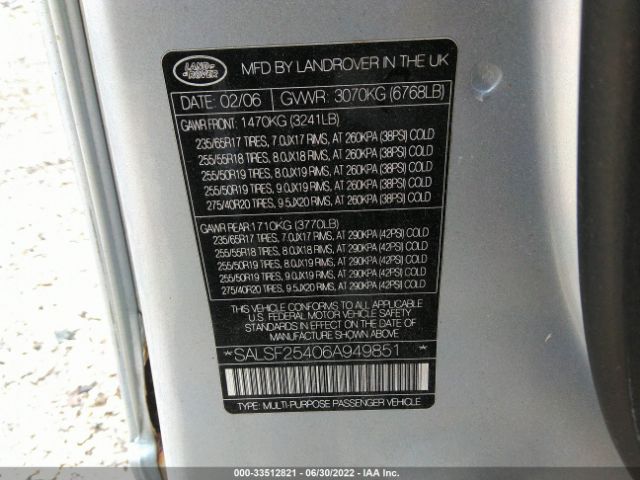 LAND ROVER
MFD BY LANDROVER IN THE UK
DATE: 02/06 GVWR: 3070KG (6768LB)
GAWR FRONT: 1470KG (3241LB)
235/65R17 TIRES, 7.0JX17 RIMS, AT 260KPA (38PSI) COLD
255/55R18 TIRES, 8.0JX18 RIMS, AT 260KPA (38PSI) COLD
255/50R19 TIRES, 8.0JX19 RIMS, AT 260KPA (38PSI) COLD
255/50R19 TIRES, 9.0JX19 RIMS, AT 260KPA (38PSI) COLD
275/40R20 TIRES, 9.5JX20 RIMS, AT 260KPA (38PSI) COLD
GAWR REAR: 1710KG (3770LB)
235/65R17 TIRES, 7.0JX17 RIMS, AT 290KPA (42PSI) COLD
255/55R18 TIRES, 8.0JX18 RIMS, AT 290KPA (42PSI) COLD
255/50R19 TIRES, 8.0JX19 RIMS, AT 290KPA (42PSI) COLD
255/50R19 TIRES, 9.0JX19 RIMS, AT 290KPA (42PSI) COLD
275/40R20 TIRES, 9.5JX20 RIMS, AT 290KPA (42PSI) COLD
THIS VEHICLE CONFORMS TO ALL APPLICABLE
U.S. FEDERAL MOTOR VEHICLE SAFETY
STANDARDS IN EFFECT ON THE DATE OF
MANUFACTURE SHOWN ABOVE
*SALSF25406A949851*
TYPE: MULTI-PURPOSE PASSENGER VEHICLE
000-33512821 - 06/30/2022 - IAA Inc.